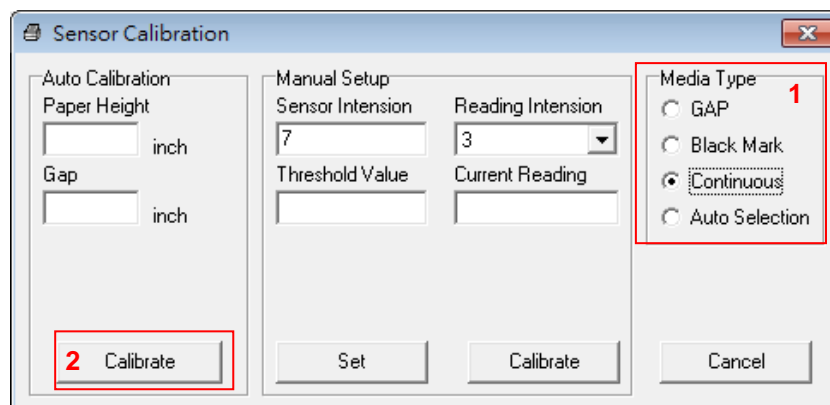 Sensor Calibration
Auto Calibration
Paper Height
inch
Gap
inch
2
Calibrate
Manual Setup
Sensor Intension
Reading Intension
7
3
Threshold Value
Current Reading
Set
Calibrate
Media Type
1
GAP
Black Mark
Continuous
Auto Selection
Cancel